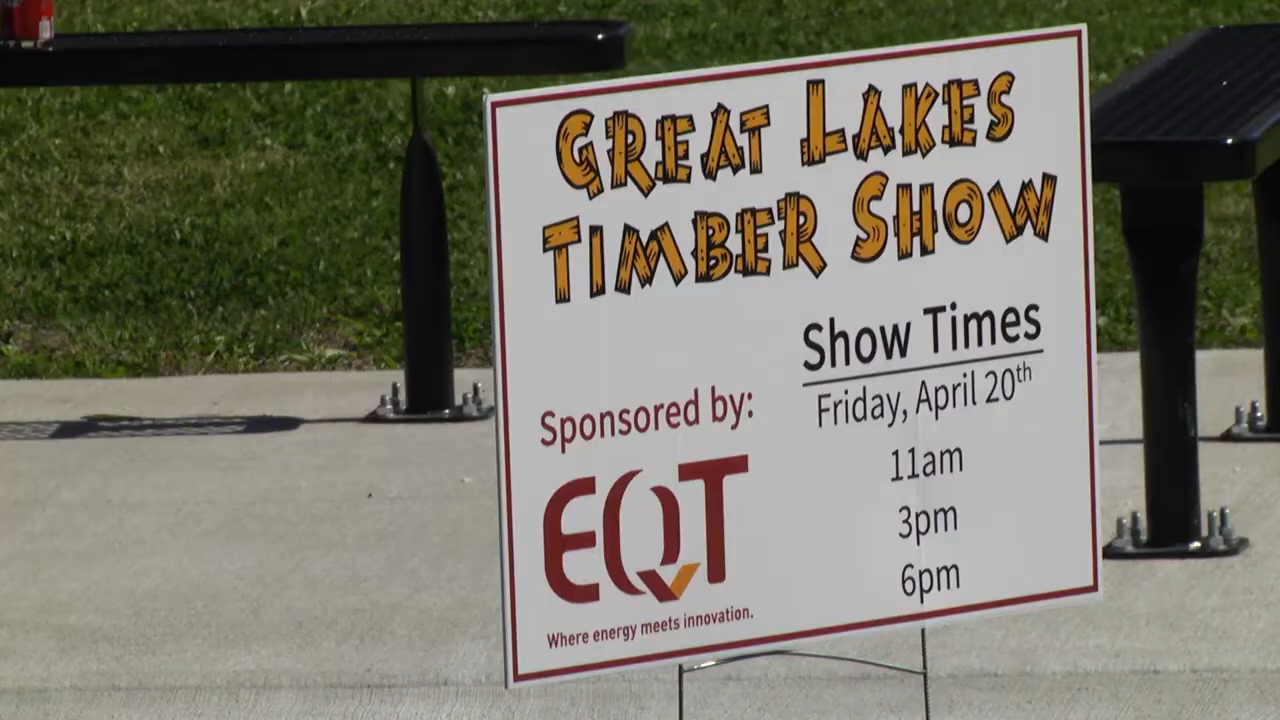 GREAT LAKES
TIMBER SHOW
Show Times
Friday, April 20th
11am
3pm
6pm
Sponsored by:
EQT
Where energy meets innovation.